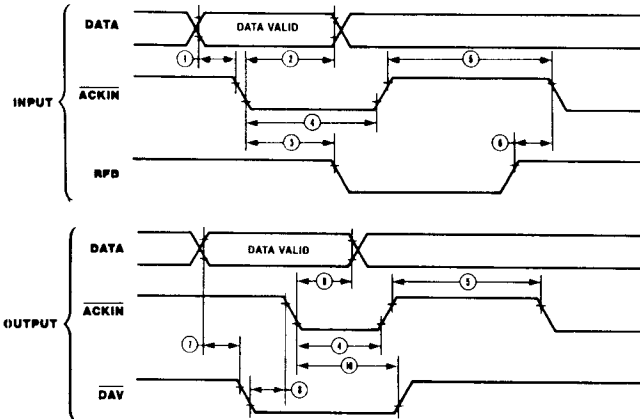 DATA
DATA VALID
1
2
5
ACKIN
INPUT
4
3
6
RFD
DATA
DATA VALID
9
5
ACKIN
OUTPUT
7
4
10
8
DAV